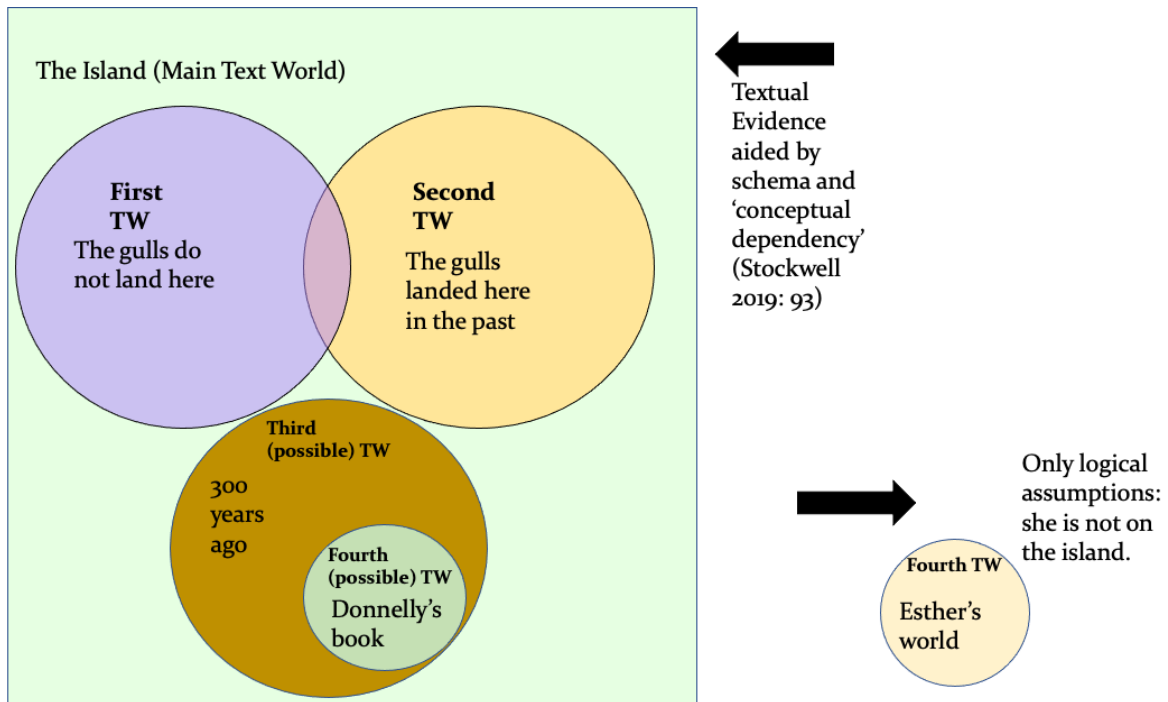 The Island (Main Text World)
First
TW
The gulls do
not land here
Second
TW
The gulls
landed here
in the past
Third
(possible) TW
300
years
ago
Fourth
(possible) TW
Donnelly’s
book
Textual
Evidence
aided by
schema and
‘conceptual
dependency’
(Stockwell
2019: 93)
Only logical
assumptions:
she is not on
the island.
Fourth TW
Esther’s
world